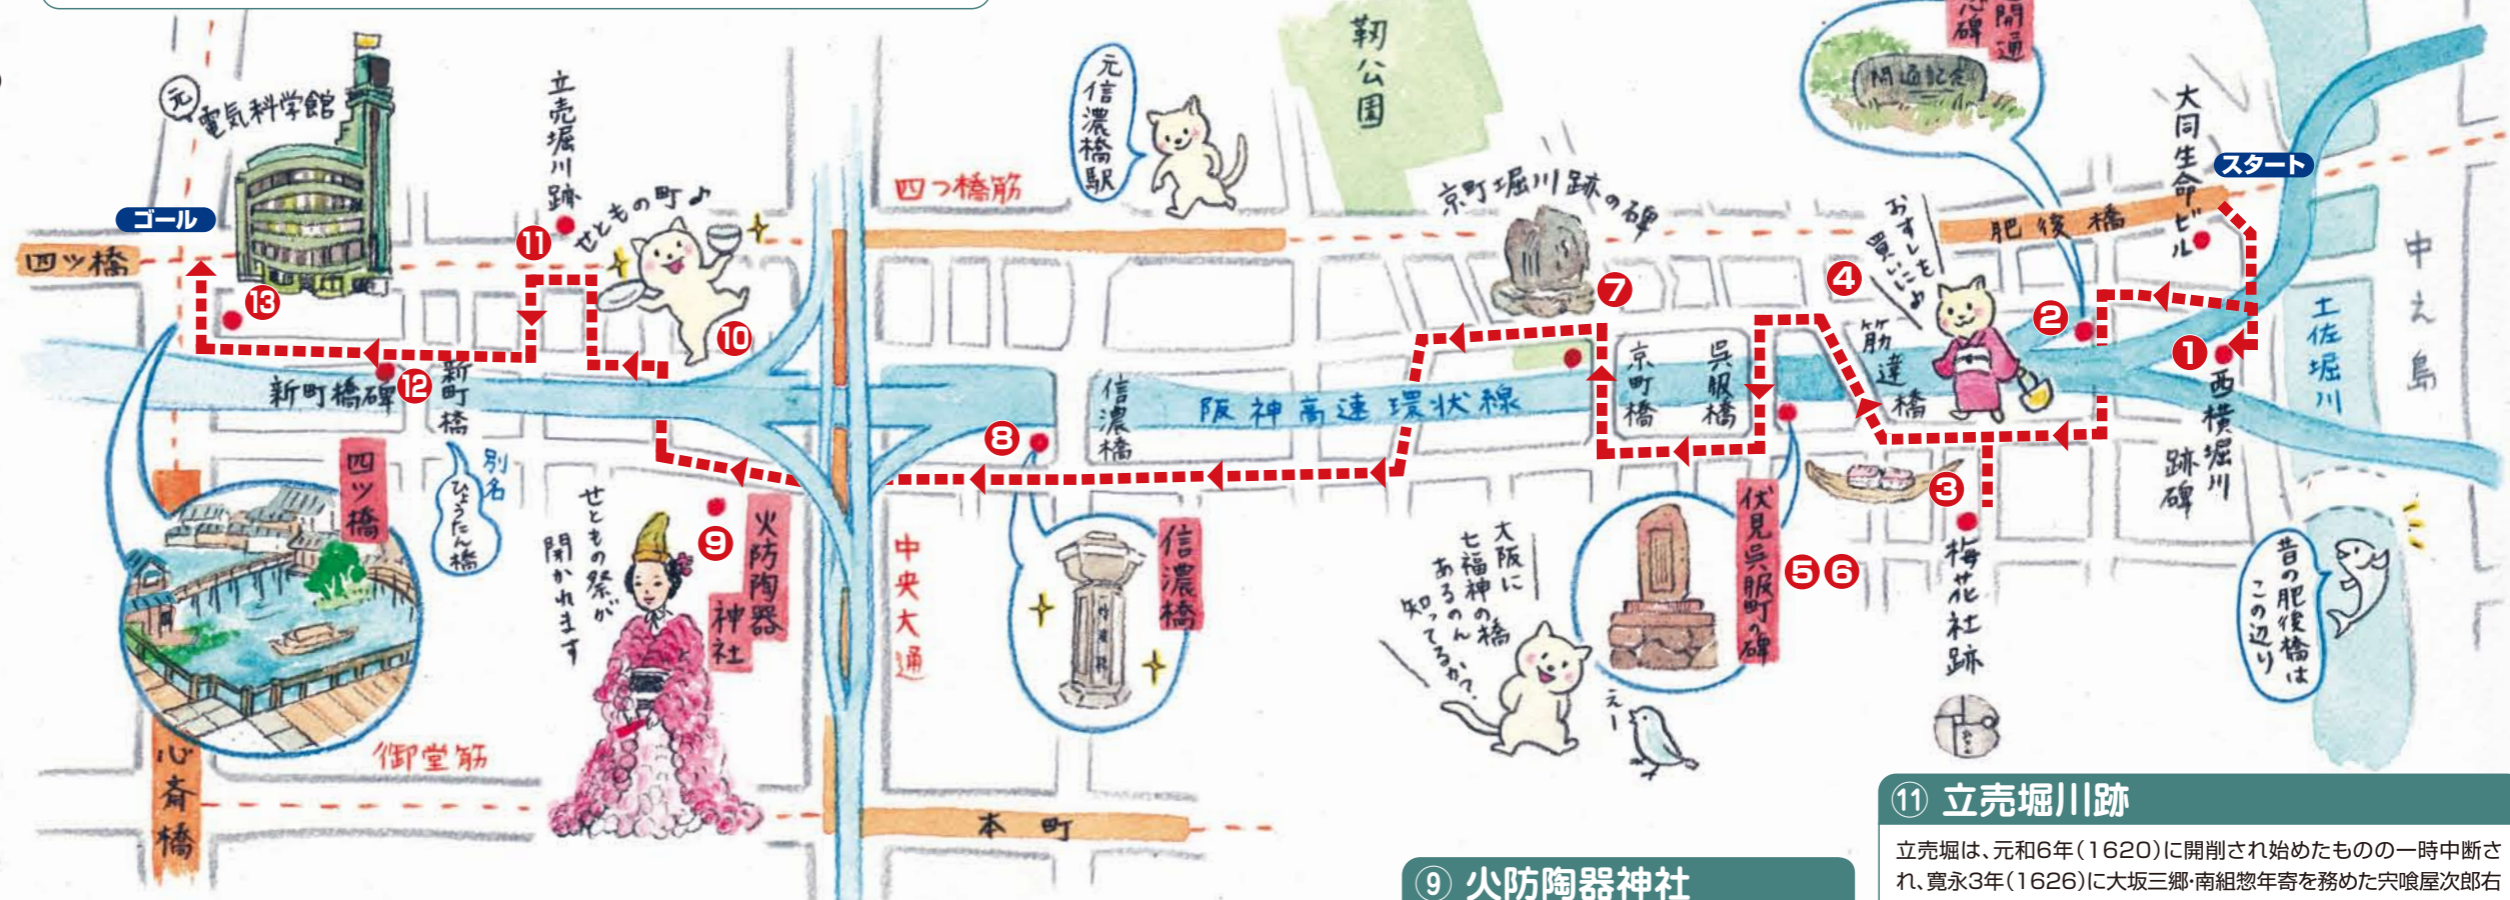 元
電気科学館
立売堀川跡
せともの町♪
ゴール
四ツ橋
⑪
⑬
⑩
⑫
新町橋碑
新町橋
別名
ひょうたん橋
四ツ橋
心斎橋
御堂筋
せともの祭が
開かれます
⑨
火防陶器
神社
元信濃橋駅
四つ橋筋
靭公園
京町堀川跡の碑
⑦
信濃橋
阪神高速環状線
京町橋
呉服橋
⑧
中央大通
信濃橋
本町
大阪に
七福神の橋
あるのん
知ってるかで
えー
伏見呉服町の碑
⑤⑥
開通
念碑
開通記念
おすしも
買いに♪
④
筋違橋
②
肥後橋
大同生命ビル
スタート
①
西横堀川
跡碑
土佐堀川
中之島
③
梅花社跡
昔の肥後橋は
この辺り
⑨ 火防陶器神社
⑪ 立売堀川跡
立売堀は、元和6年(1620)に開削され始めたものの一時中断さ
れ、寛永3年(1626)に大坂三郷・南組惣年寄を務めた宍喰屋次郎右